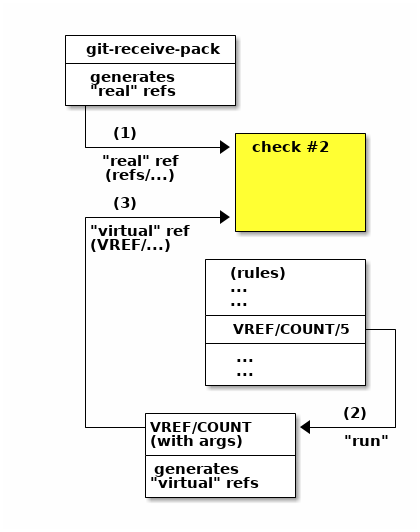 git-receive-pack
generates
"real" refs
(1)
"real" ref
(refs/...)
check #2
(3)
"virtual" ref
(VREF/...)
(rules)
...
...
VREF/COUNT/5
...
...
(2)
"run"
VREF/COUNT
(with args)
generates
"virtual" refs